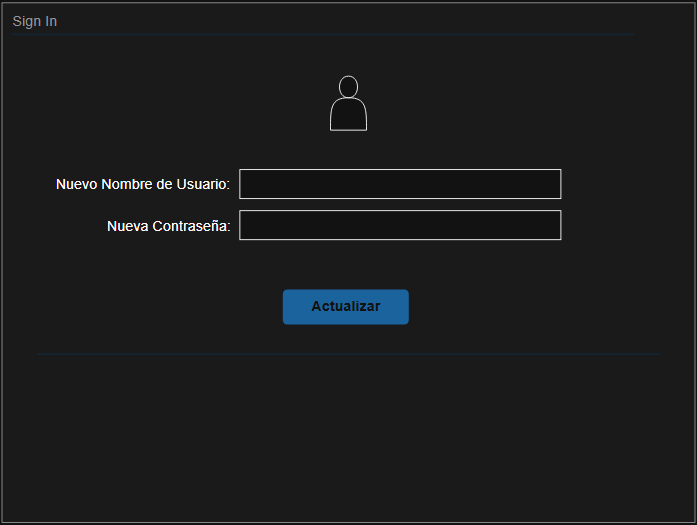 Sign In
Nuevo Nombre de Usuario:
Nueva Contraseña:
Actualizar